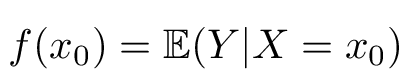 f(x₀) = 𝔼(Y|X = x₀)